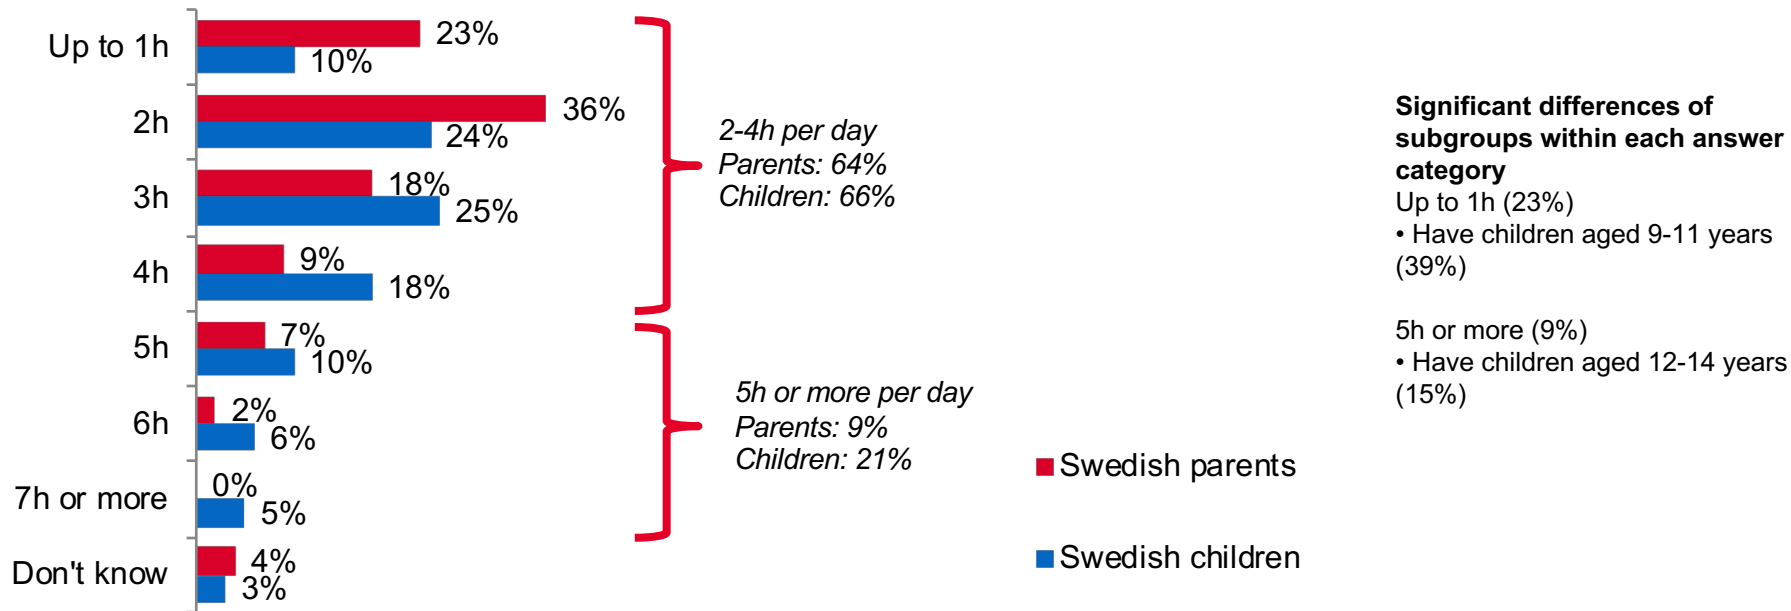 Up to 1h
23%
10%
2h
36%
24%
3h
18%
25%
4h
9%
18%
5h
7%
10%
6h
2%
6%
7h or more
0%
5%
Don't know
4%
3%
2-4h per day
Parents: 64%
Children: 66%
5h or more per day
Parents: 9%
Children: 21%
Swedish parents
Swedish children
Significant differences of
subgroups within each answer
category
Up to 1h (23%)
• Have children aged 9-11 years
(39%)
5h or more (9%)
• Have children aged 12-14 years
(15%)